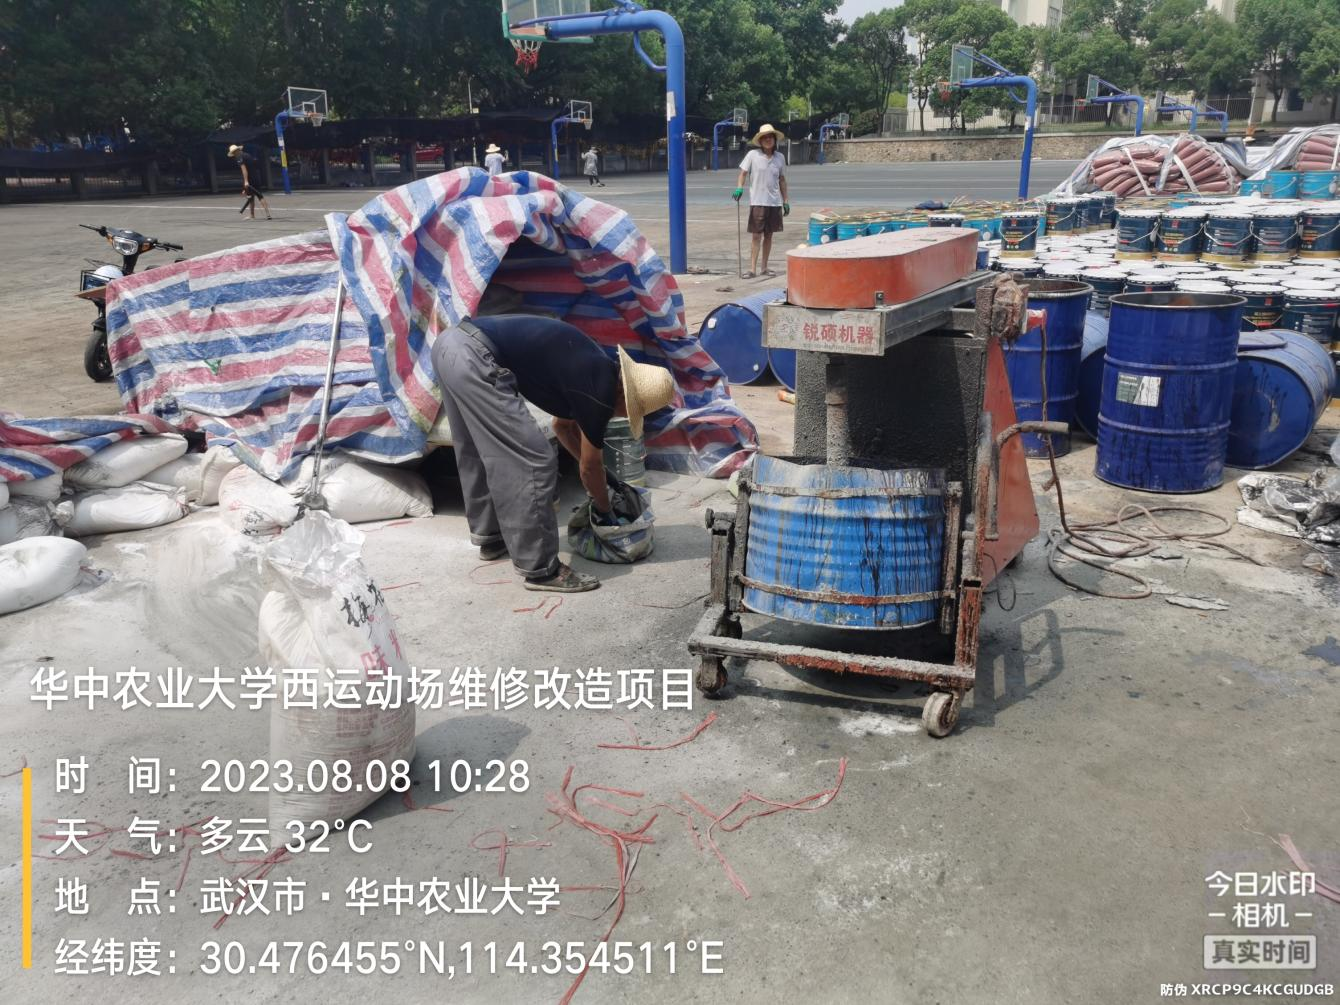 锐硕机器
华中农业大学西运动场维修改造项目
时 间：2023.08.08 10:28
天 气：多云 32℃
地 点：武汉市·华中农业大学
经纬度：30.476455°N,114.354511°E
今日水印
-相机-
真实时间
防伪 XRCP9C4KCGUDGB